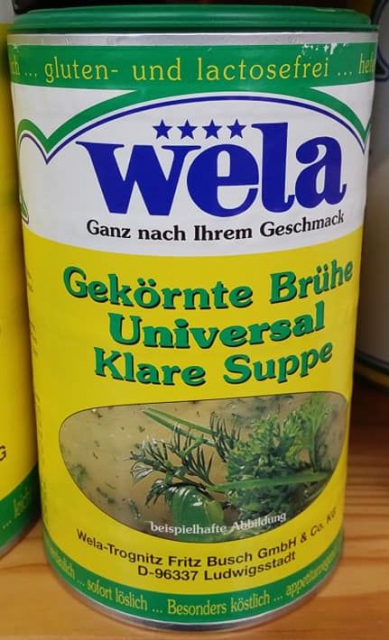 ... gluten- und lactosefrei ...
wela
Ganz nach Ihrem Geschmack
Gekörnte Brühe
Universal
Klare Suppe
beispielhafte Abbildung
Wela-Trognitz Fritz Busch GmbH & Co. KG
D-96337 Ludwigsstadt
... sofort löslich ... Besonders köstlich ...